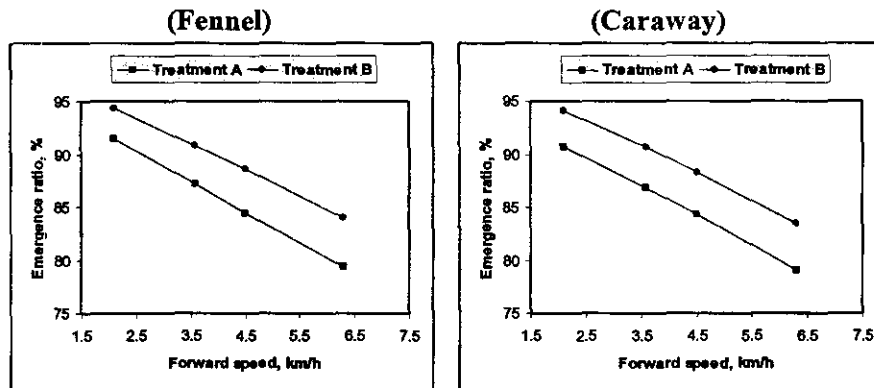 (Fennel)
Treatment A Treatment B
Emergence ratio, %
95
90
85
80
75
1.5 2.5 3.5 4.5 5.5 6.5 7.5
Forward speed, km/h
(Caraway)
Treatment A Treatment B
Emergence ratio, %
95
90
85
80
75
1.5 2.5 3.5 4.5 5.5 6.5 7.5
Forward speed, km/h